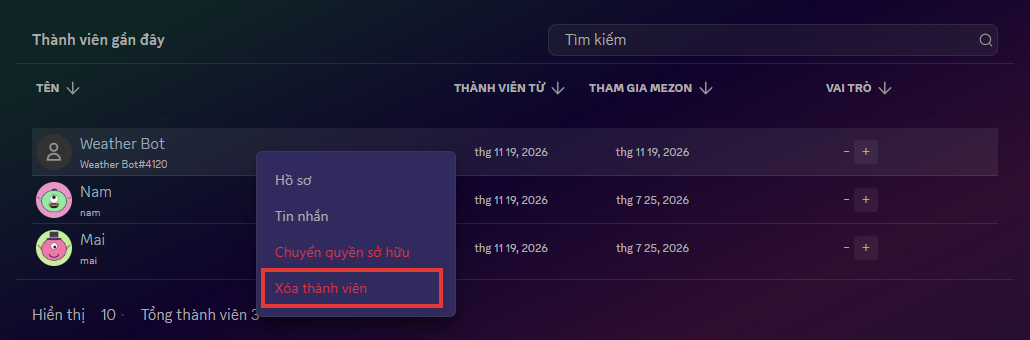 Thành viên gần đây
Tìm kiếm
TÊN
THÀNH VIÊN TỪ
THAM GIA MEZON
VAI TRÒ
Weather Bot
Weather Bot#4120
thg 11 19, 2026
thg 11 19, 2026
- +
Hồ sơ
Nam
nam
thg 11 19, 2026
thg 7 25, 2026
- +
Tin nhắn
Mai
mai
thg 11 19, 2026
thg 7 25, 2026
- +
Chuyển quyền sở hữu
Xóa thành viên
Hiển thị 10
Tổng thành viên 3